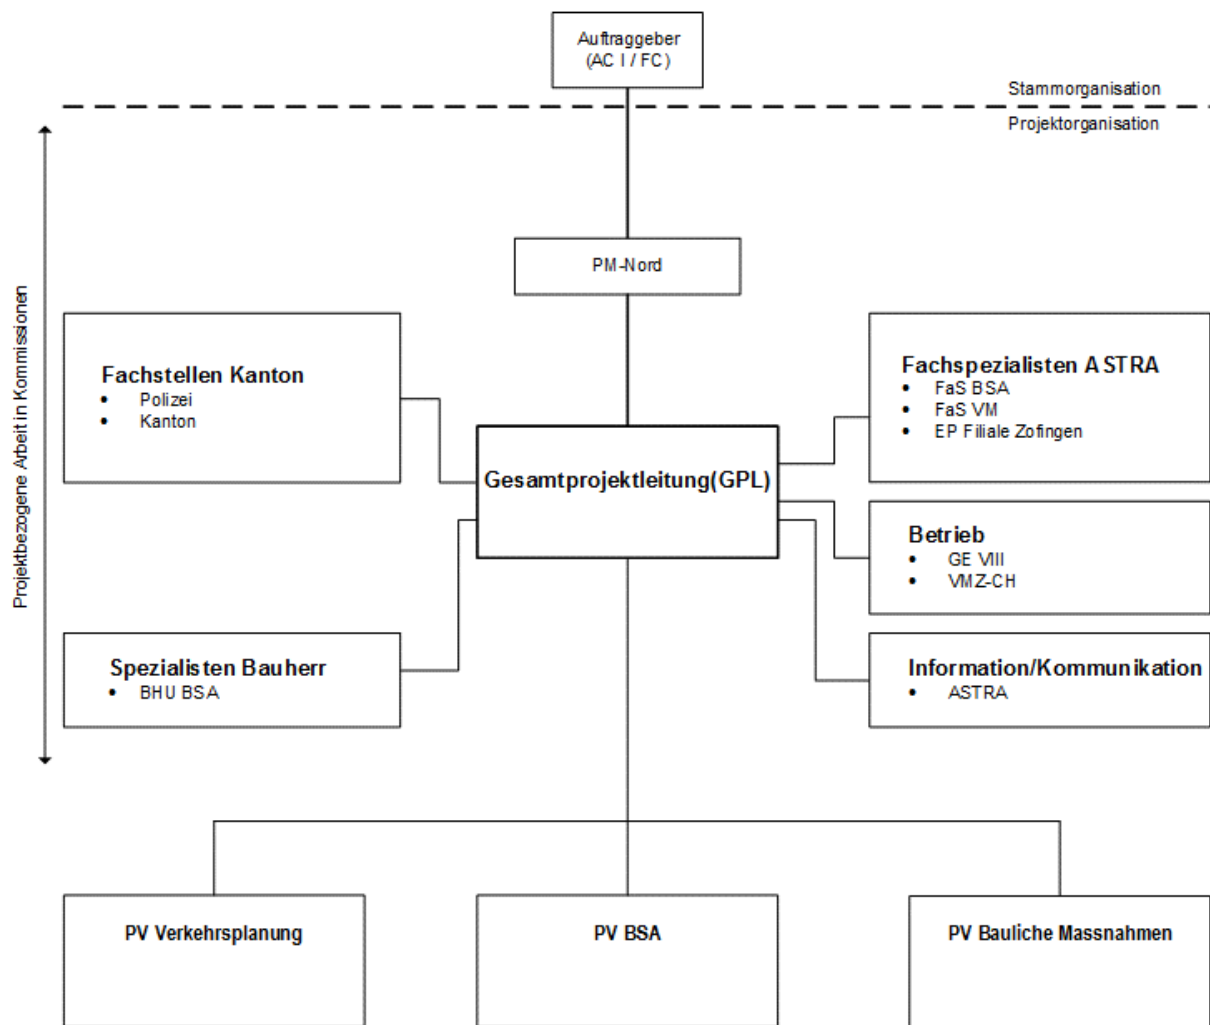 Auftraggeber
(AC I / FC)
Stammorganisation
Projektorganisation
Projektbezogene Arbeit in Kommissionen
PM-Nord
Fachstellen Kanton
• Polizei
• Kanton
Fachspezialisten ASTRA
• FaS BSA
• FaS VM
• EP Filiale Zofingen
Gesamtprojektleitung(GPL)
Betrieb
• GE VIII
• VMZ-CH
Spezialisten Bauherr
• BHU BSA
Information/Kommunikation
• ASTRA
PV Verkehrsplanung
PV BSA
PV Bauliche Massnahmen